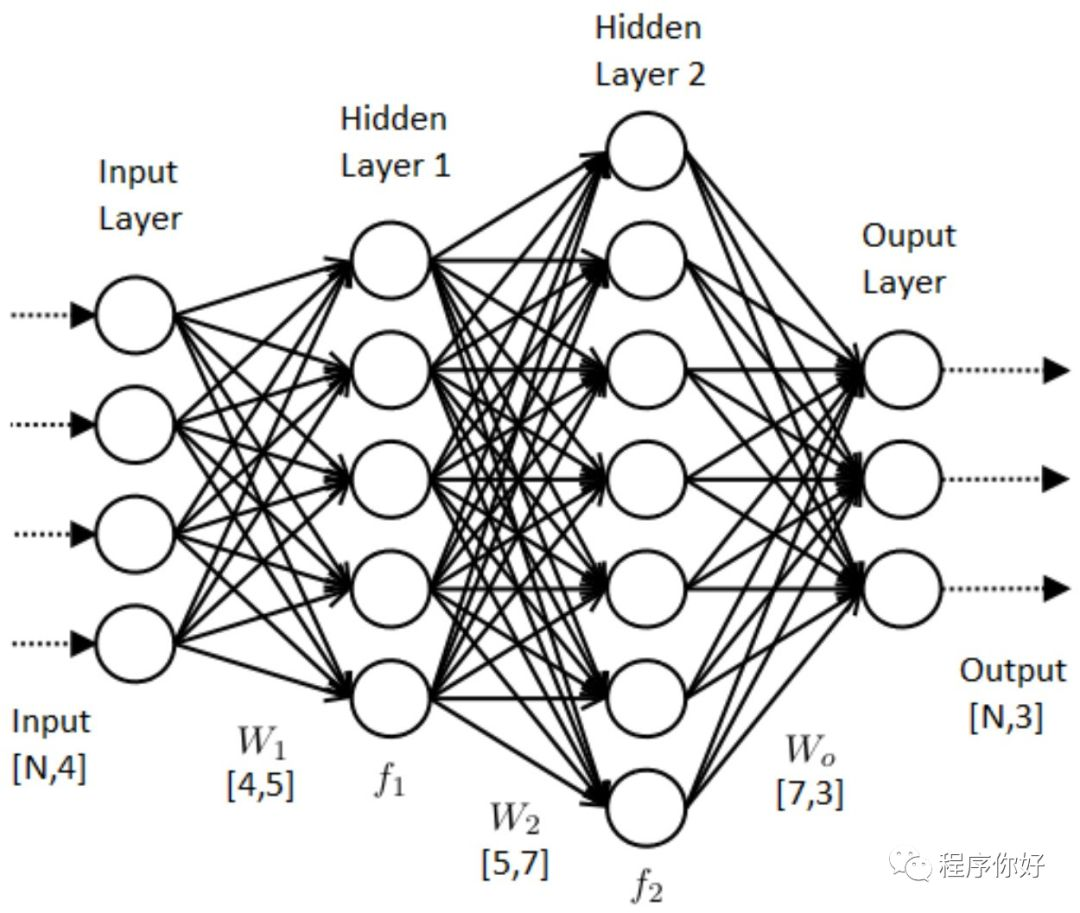 Hidden
Layer 2
Hidden
Layer 1
Input
Layer
Ouput
Layer
Input
[N,4]
W1
[4,5]
f1
W2
[5,7]
f2
Wo
[7,3]
Output
[N,3]
程序你好